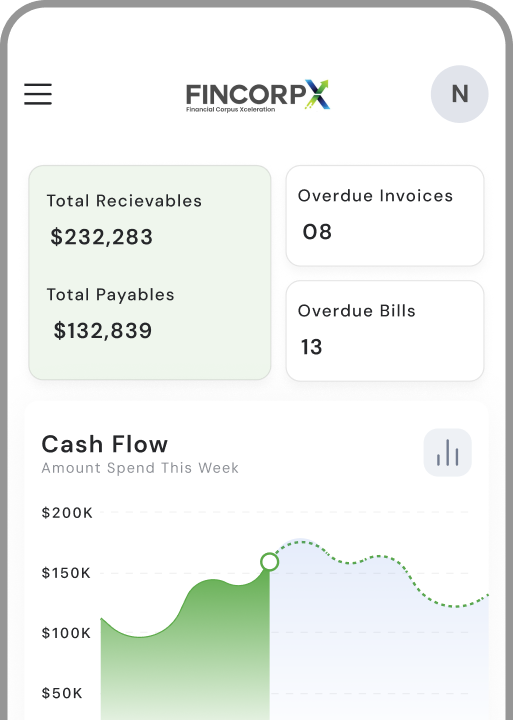 FINCORPX
Financial Corpus Xceleration
N
Total Recievables
$232,283
Total Payables
$132,839
Overdue Invoices
08
Overdue Bills
13
Cash Flow
Amount Spend This Week
$200K
$150K
$100K
$50K